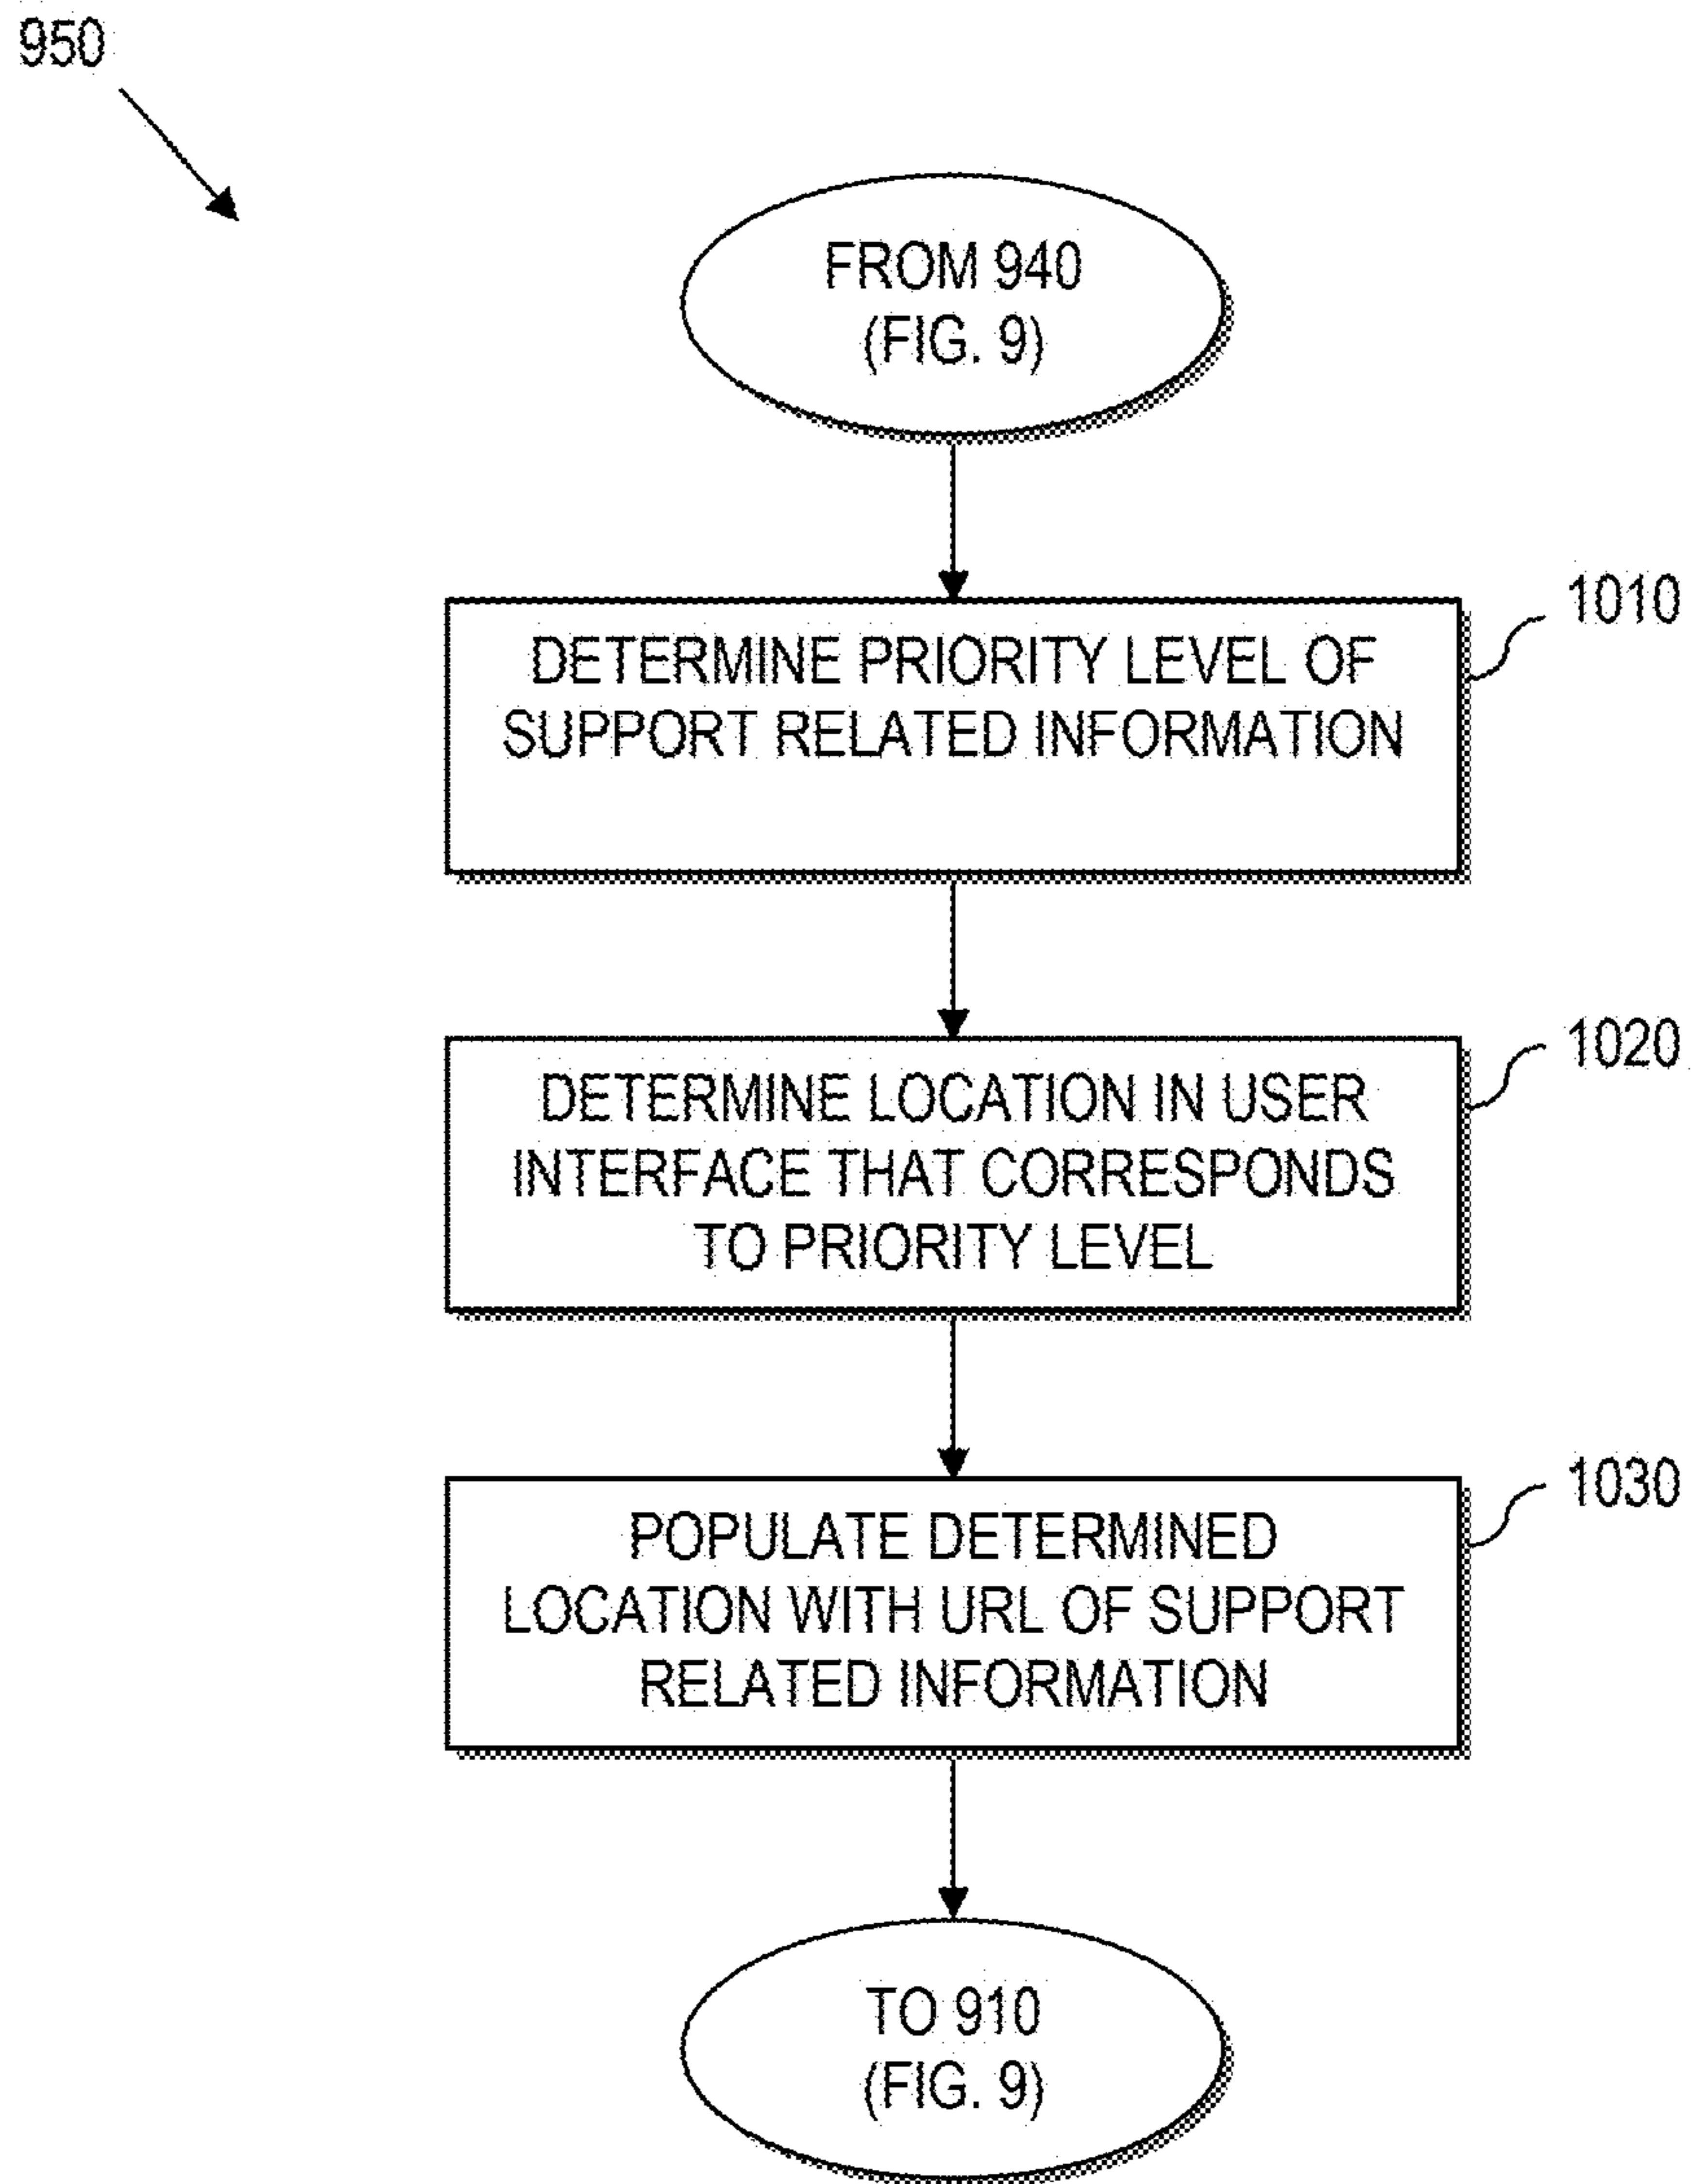 950
FROM 940
(FIG. 9)
1010
DETERMINE PRIORITY LEVEL OF
SUPPORT RELATED INFORMATION
1020
DETERMINE LOCATION IN USER
INTERFACE THAT CORRESPONDS
TO PRIORITY LEVEL
1030
POPULATE DETERMINED
LOCATION WITH URL OF SUPPORT
RELATED INFORMATION
TO 910
(FIG. 9)